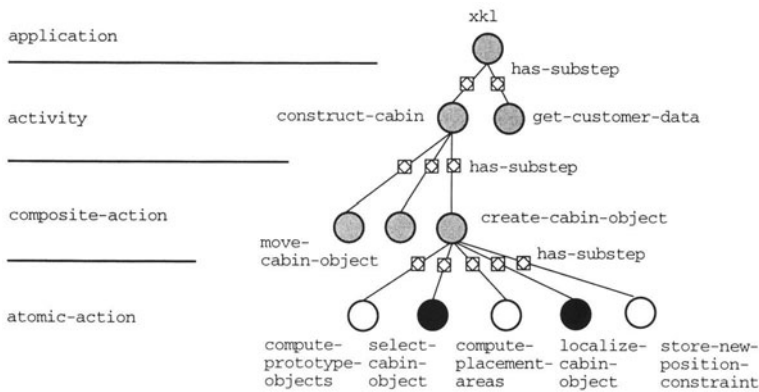 xkl
application
has-substep
activity
construct-cabin
get-customer-data
has-substep
composite-action
create-cabin-object
move-
cabin-object
has-substep
atomic-action
compute-
prototype-
objects
select-
cabin-
object
compute-
placement-
areas
localize-
cabin-
object
store-new-
position-
constraint